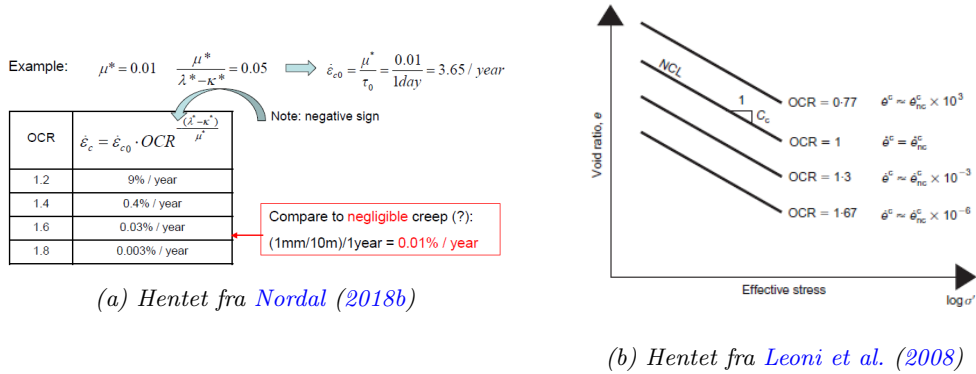 Example: μ* = 0.01 μ* / (λ* − κ*) = 0.05 ε̇c0 = μ* / τ0 = 0.01 / 1day = 3.65 / year
Note: negative sign
OCR ε̇c = ε̇c0 · OCR^(−(λ* − κ*) / μ*)
1.2 9% / year
1.4 0.4% / year
1.6 0.03% / year
1.8 0.003% / year
Compare to negligible creep (?):
(1mm/10m)/1year = 0.01% / year
(a) Hentet fra Nordal (2018b)
Void ratio, e
NCL
1
Cc
OCR = 0·77 ė^c ≈ ė^c_nc × 10^3
OCR = 1 ė^c = ė^c_nc
OCR = 1·3 ė^c ≈ ė^c_nc × 10^−3
OCR = 1·67 ė^c ≈ ė^c_nc × 10^−6
Effective stress
log σ′
(b) Hentet fra Leoni et al. (2008)